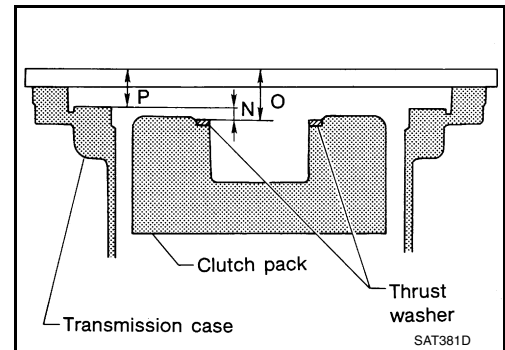 P
N
O
Clutch pack
Thrust
washer
Transmission case
SAT381D